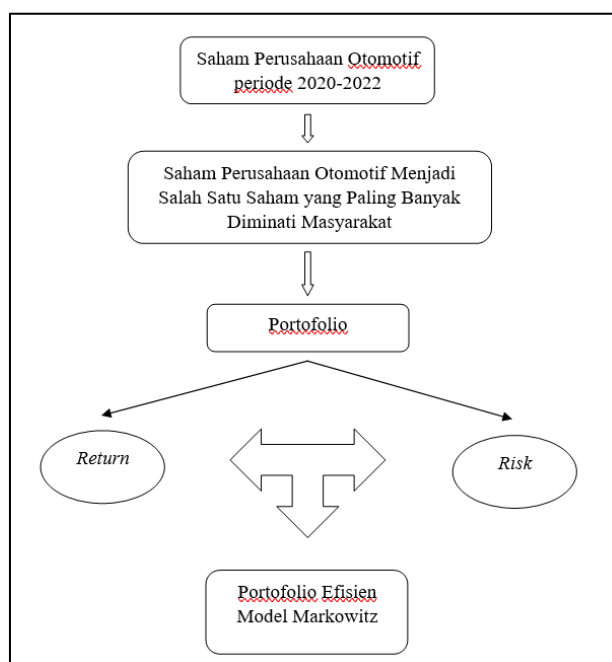 Saham Perusahaan Otomotif
periode 2020-2022
Saham Perusahaan Otomotif Menjadi
Salah Satu Saham yang Paling Banyak
Diminati Masyarakat
Portofolio
Return
Risk
Portofolio Efisien
Model Markowitz